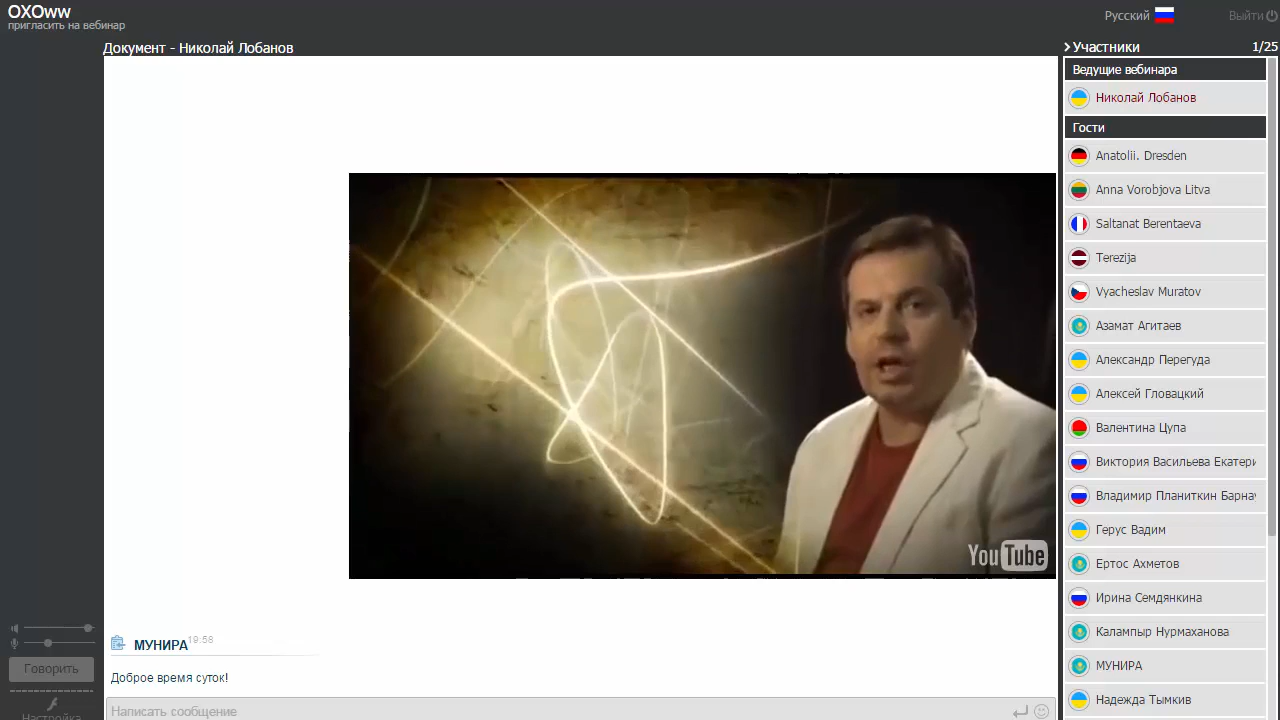 OXOww
пригласить на вебинар
Русский
Выйти
Документ - Николай Лобанов
Участники 1/25
Ведущие вебинара
Николай Лобанов
Гости
Anatolii. Dresden
Anna Vorobjova Litva
Saltanat Berentaeva
Terezija
Vyacheslav Muratov
Азамат Агитаев
Александр Перегуда
Алексей Гловацкий
Валентина Цупа
Виктория Васильева Екатери
Владимир Плаиткин Барнау
Герус Вадим
Ертос Ахметов
Ирина Семдянкина
Калампыр Нурмаханова
МУНИРА
Надежда Тымкив
YouTube
МУНИРА 19:58
Доброе время суток!
Написать сообщение
Говорить
Настройка